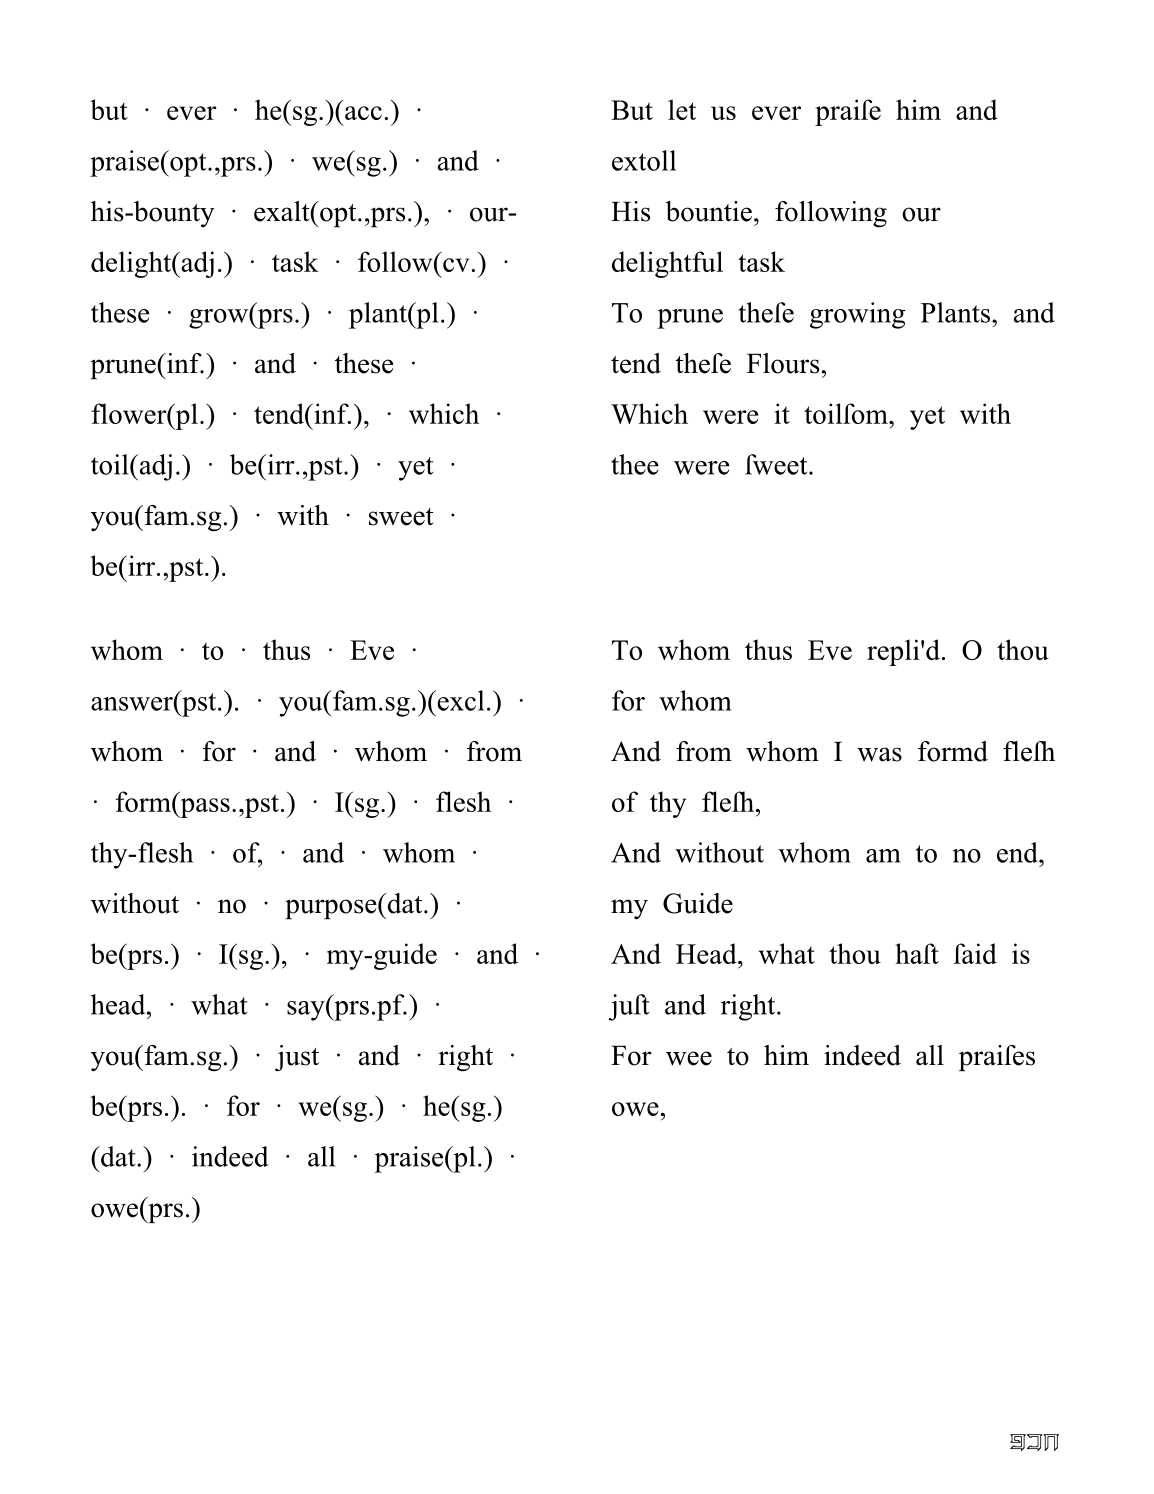 but · ever · he(sg.)(acc.) ·
praise(opt.,prs.) · we(sg.) · and ·
his-bounty · exalt(opt.,prs.), · our-
delight(adj.) · task · follow(cv.) ·
these · grow(prs.) · plant(pl.) ·
prune(inf.) · and · these ·
flower(pl.) · tend(inf.), · which ·
toil(adj.) · be(irr.,pst.) · yet ·
you(fam.sg.) · with · sweet ·
be(irr.,pst.).
But let us ever praiſe him and
extoll
His bountie, following our
delightful task
To prune theſe growing Plants, and
tend theſe Flours,
Which were it toilſom, yet with
thee were ſweet.
whom · to · thus · Eve ·
answer(pst.). · you(fam.sg.)(excl.) ·
whom · for · and · whom · from
· form(pass.,pst.) · I(sg.) · flesh ·
thy-flesh · of, · and · whom ·
without · no · purpose(dat.) ·
be(prs.) · I(sg.), · my-guide · and ·
head, · what · say(prs.pf.) ·
you(fam.sg.) · just · and · right ·
be(prs.). · for · we(sg.) · he(sg.)
(dat.) · indeed · all · praise(pl.) ·
owe(prs.)
To whom thus Eve repli'd. O thou
for whom
And from whom I was formd fleſh
of thy fleſh,
And without whom am to no end,
my Guide
And Head, what thou haſt ſaid is
juſt and right.
For wee to him indeed all praiſes
owe,